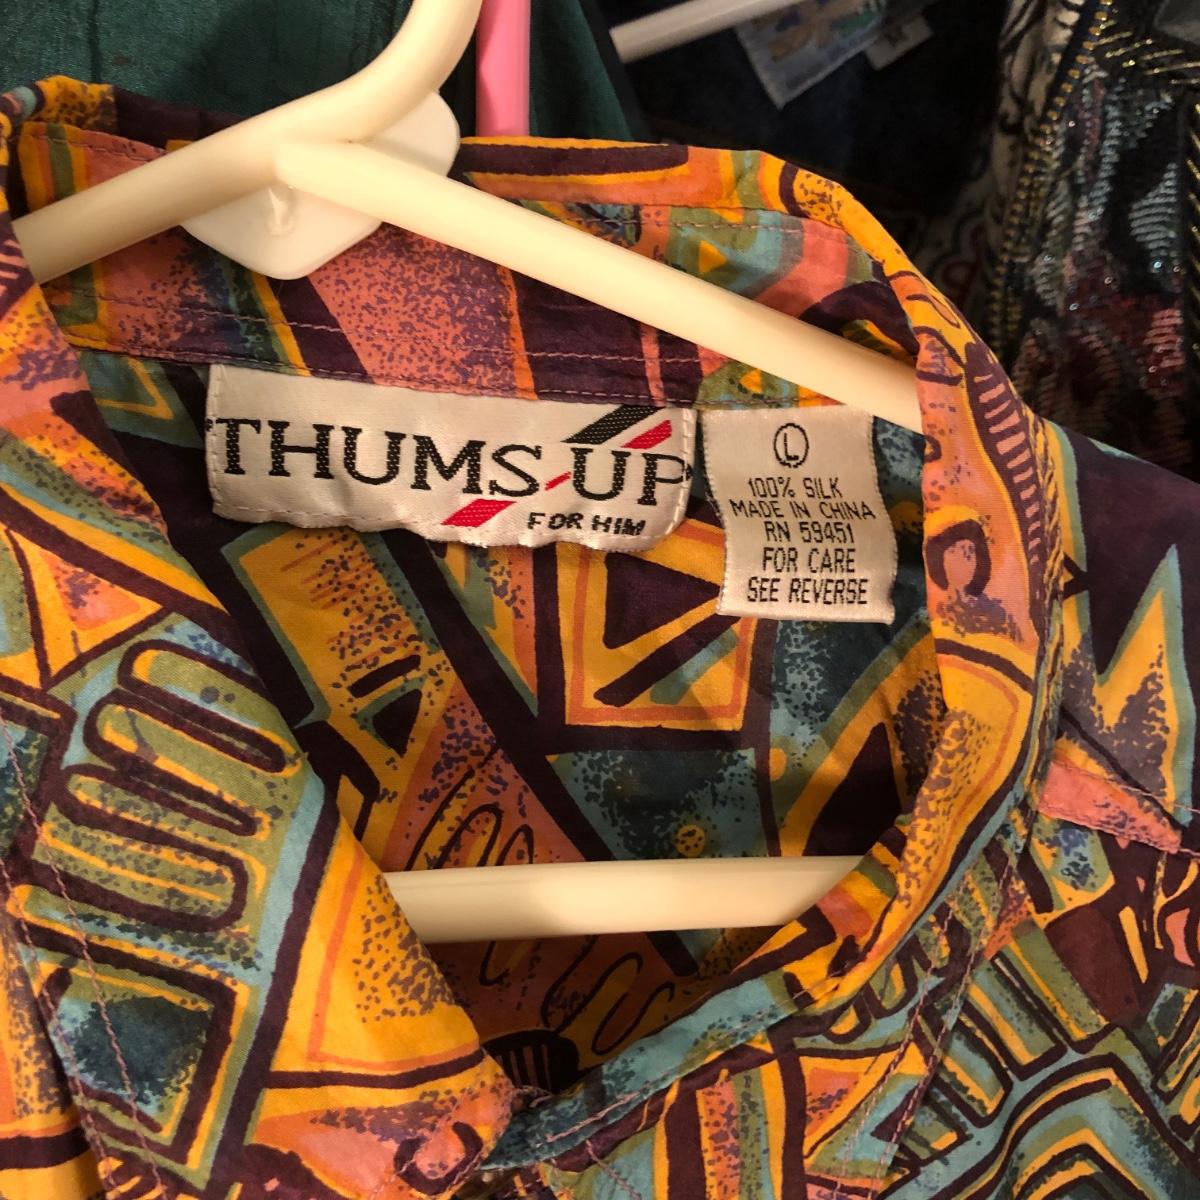 THUMS UP
FOR HIM
L
100% SILK
MADE IN CHINA
RN 59451
FOR CARE
SEE REVERSE